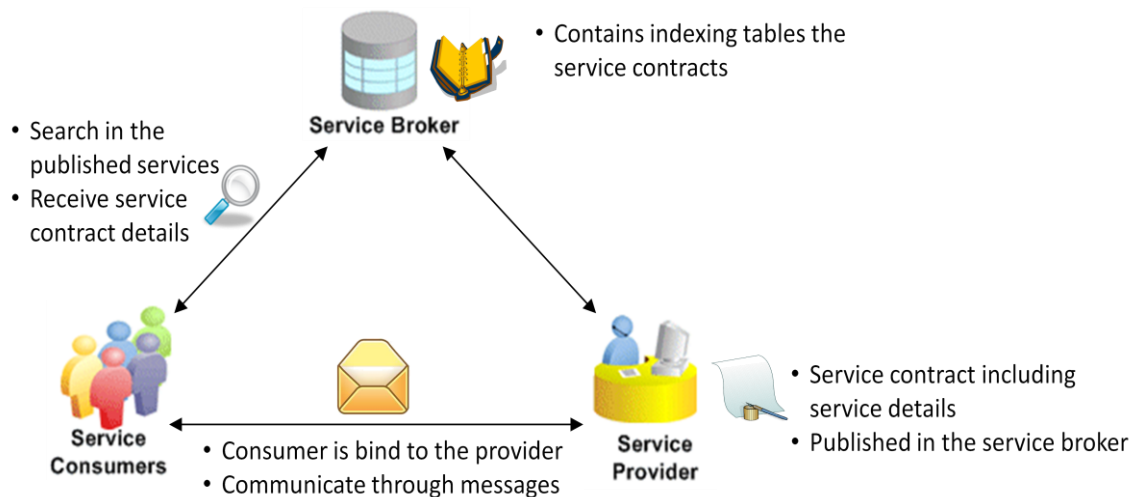 • Contains indexing tables the
service contracts
Service Broker
• Search in the
published services
• Receive service
contract details
Service
Consumers
• Consumer is bind to the provider
• Communicate through messages
Service
Provider
• Service contract including
service details
• Published in the service broker